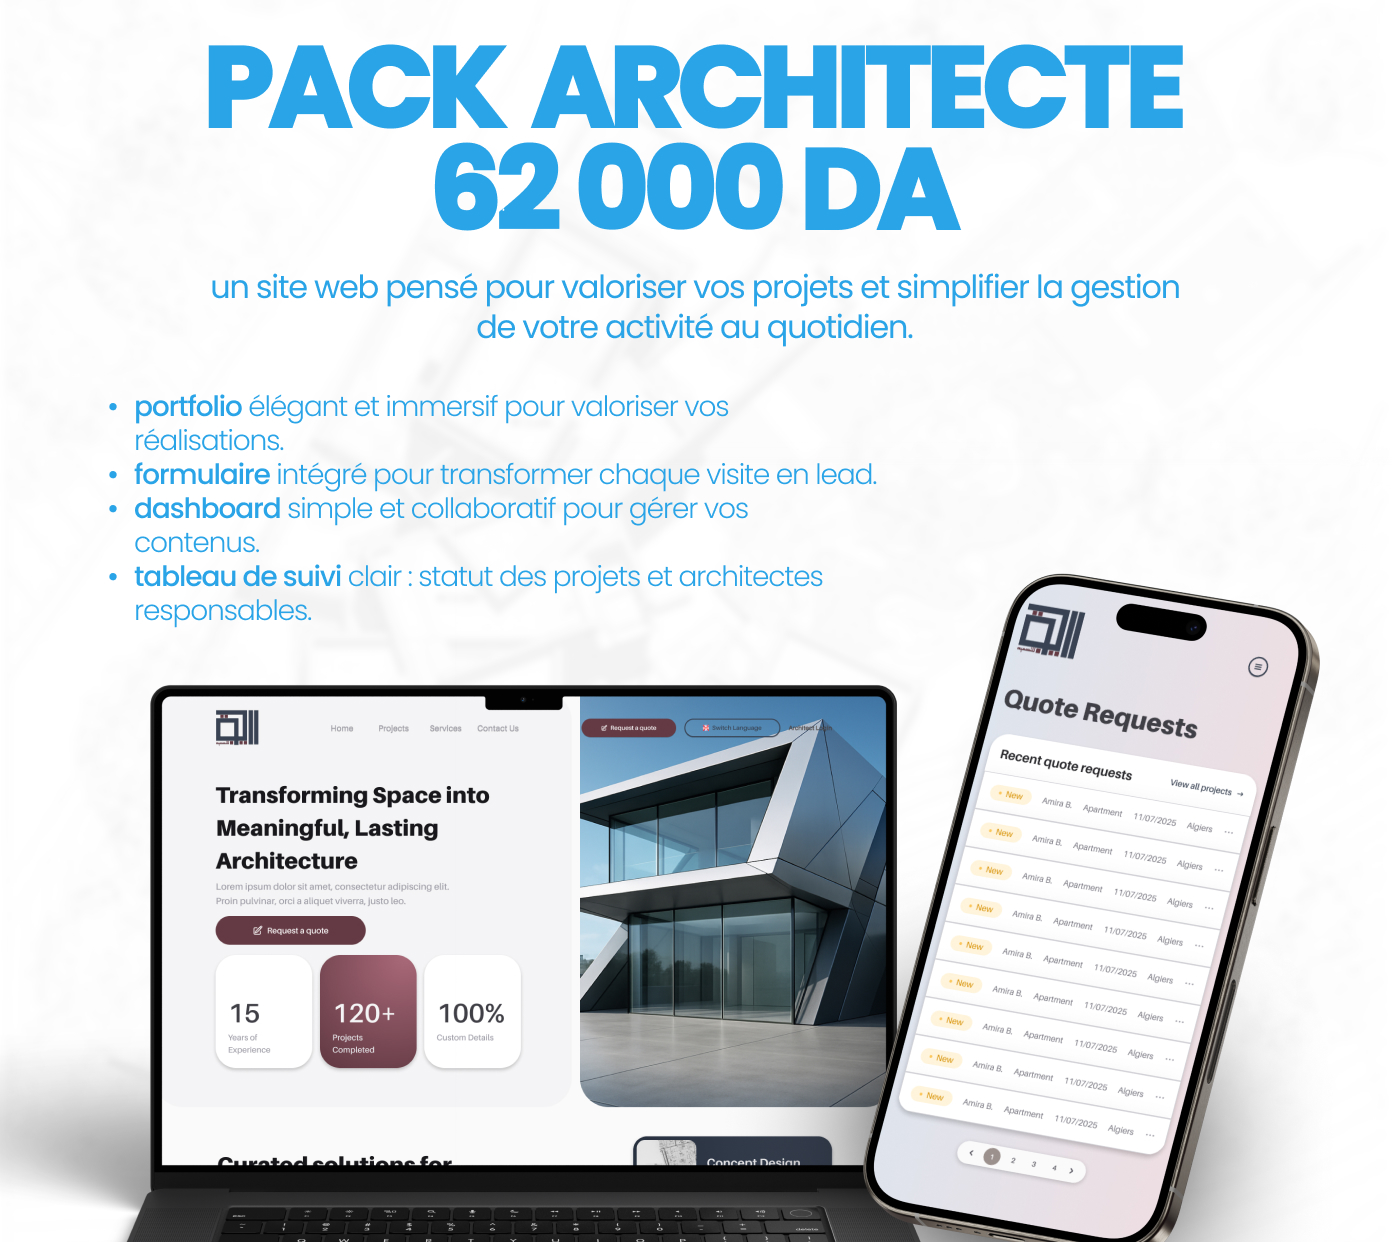 PACK ARCHITECTE
62 000 DA
un site web pensé pour valoriser vos projets et simplifier la gestion
de votre activité au quotidien.
• portfolio élégant et immersif pour valoriser vos
réalisations.
• formulaire intégré pour transformer chaque visite en lead.
• dashboard simple et collaboratif pour gérer vos
contenus.
• tableau de suivi clair : statut des projets et architectes
responsables.
Home Projects Services Contact Us Request a quote Switch Language Architect
Transforming Space into
Meaningful, Lasting
Architecture
Lorem ipsum dolor sit amet, consectetur adipiscing elit.
Proin pulvinar, orci a aliquet viverra, justo leo.
Request a quote
15
Years of
Experience
120+
Projects
Completed
100%
Custom Details
Curated solutions for
Concept Design
delete
Quote Requests
Recent quote requests View all projects →
New Amira B. Apartment 11/07/2025 Algiers ...
New Amira B. Apartment 11/07/2025 Algiers ...
New Amira B. Apartment 11/07/2025 Algiers ...
New Amira B. Apartment 11/07/2025 Algiers ...
New Amira B. Apartment 11/07/2025 Algiers ...
New Amira B. Apartment 11/07/2025 Algiers ...
New Amira B. Apartment 11/07/2025 Algiers ...
New Amira B. Apartment 11/07/2025 Algiers ...
New Amira B. Apartment 11/07/2025 Algiers ...
< 1 2 3 4 >